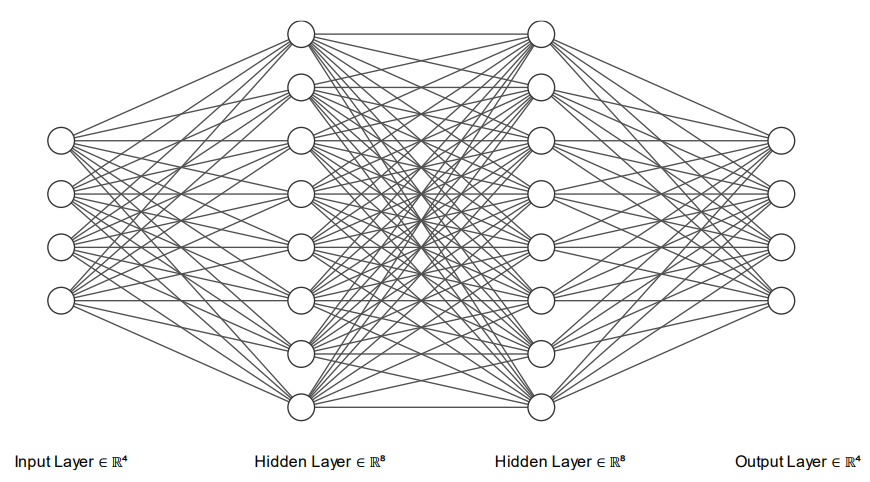 Input Layer ∈ ℝ⁴
Hidden Layer ∈ ℝ⁸
Hidden Layer ∈ ℝ⁸
Output Layer ∈ ℝ⁴